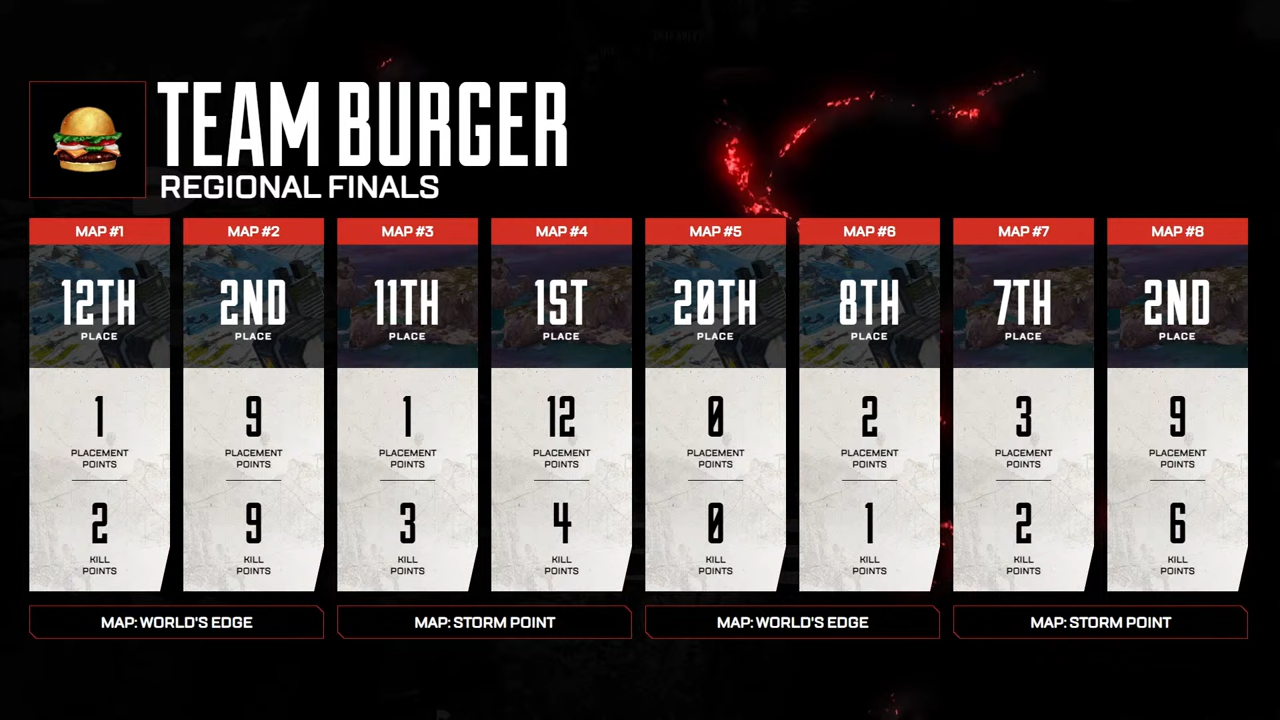 TEAM BURGER
REGIONAL FINALS
MAP #1
12TH
PLACE
1
PLACEMENT
POINTS
2
KILL
POINTS
MAP #2
2ND
PLACE
9
PLACEMENT
POINTS
9
KILL
POINTS
MAP #3
11TH
PLACE
1
PLACEMENT
POINTS
3
KILL
POINTS
MAP #4
1ST
PLACE
12
PLACEMENT
POINTS
4
KILL
POINTS
MAP #5
20TH
PLACE
0
PLACEMENT
POINTS
0
KILL
POINTS
MAP #6
8TH
PLACE
2
PLACEMENT
POINTS
1
KILL
POINTS
MAP #7
7TH
PLACE
3
PLACEMENT
POINTS
2
KILL
POINTS
MAP #8
2ND
PLACE
9
PLACEMENT
POINTS
6
KILL
POINTS
MAP: WORLD'S EDGE
MAP: STORM POINT
MAP: WORLD'S EDGE
MAP: STORM POINT